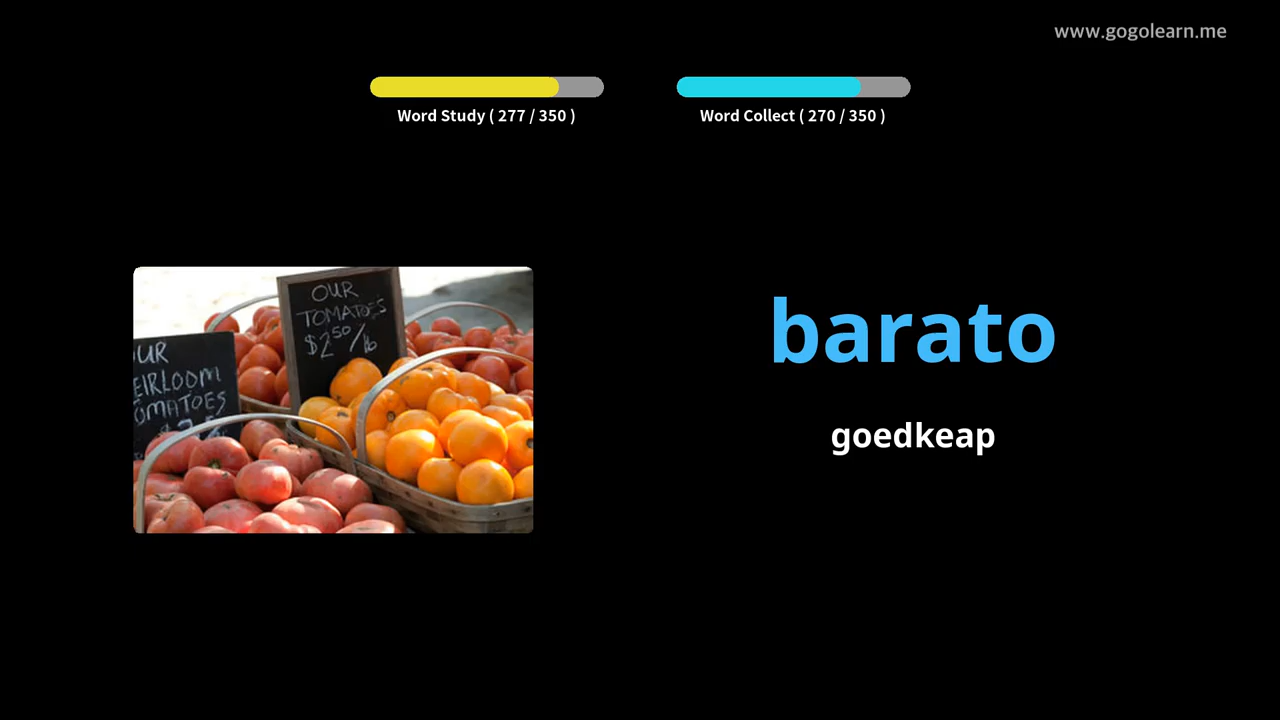 www.gogolearn.me
Word Study ( 277 / 350 )
Word Collect ( 270 / 350 )
OUR
TOMATOES
$2.50/lb
UR
EIRLOOM
OMATOES
barato
goedkeap